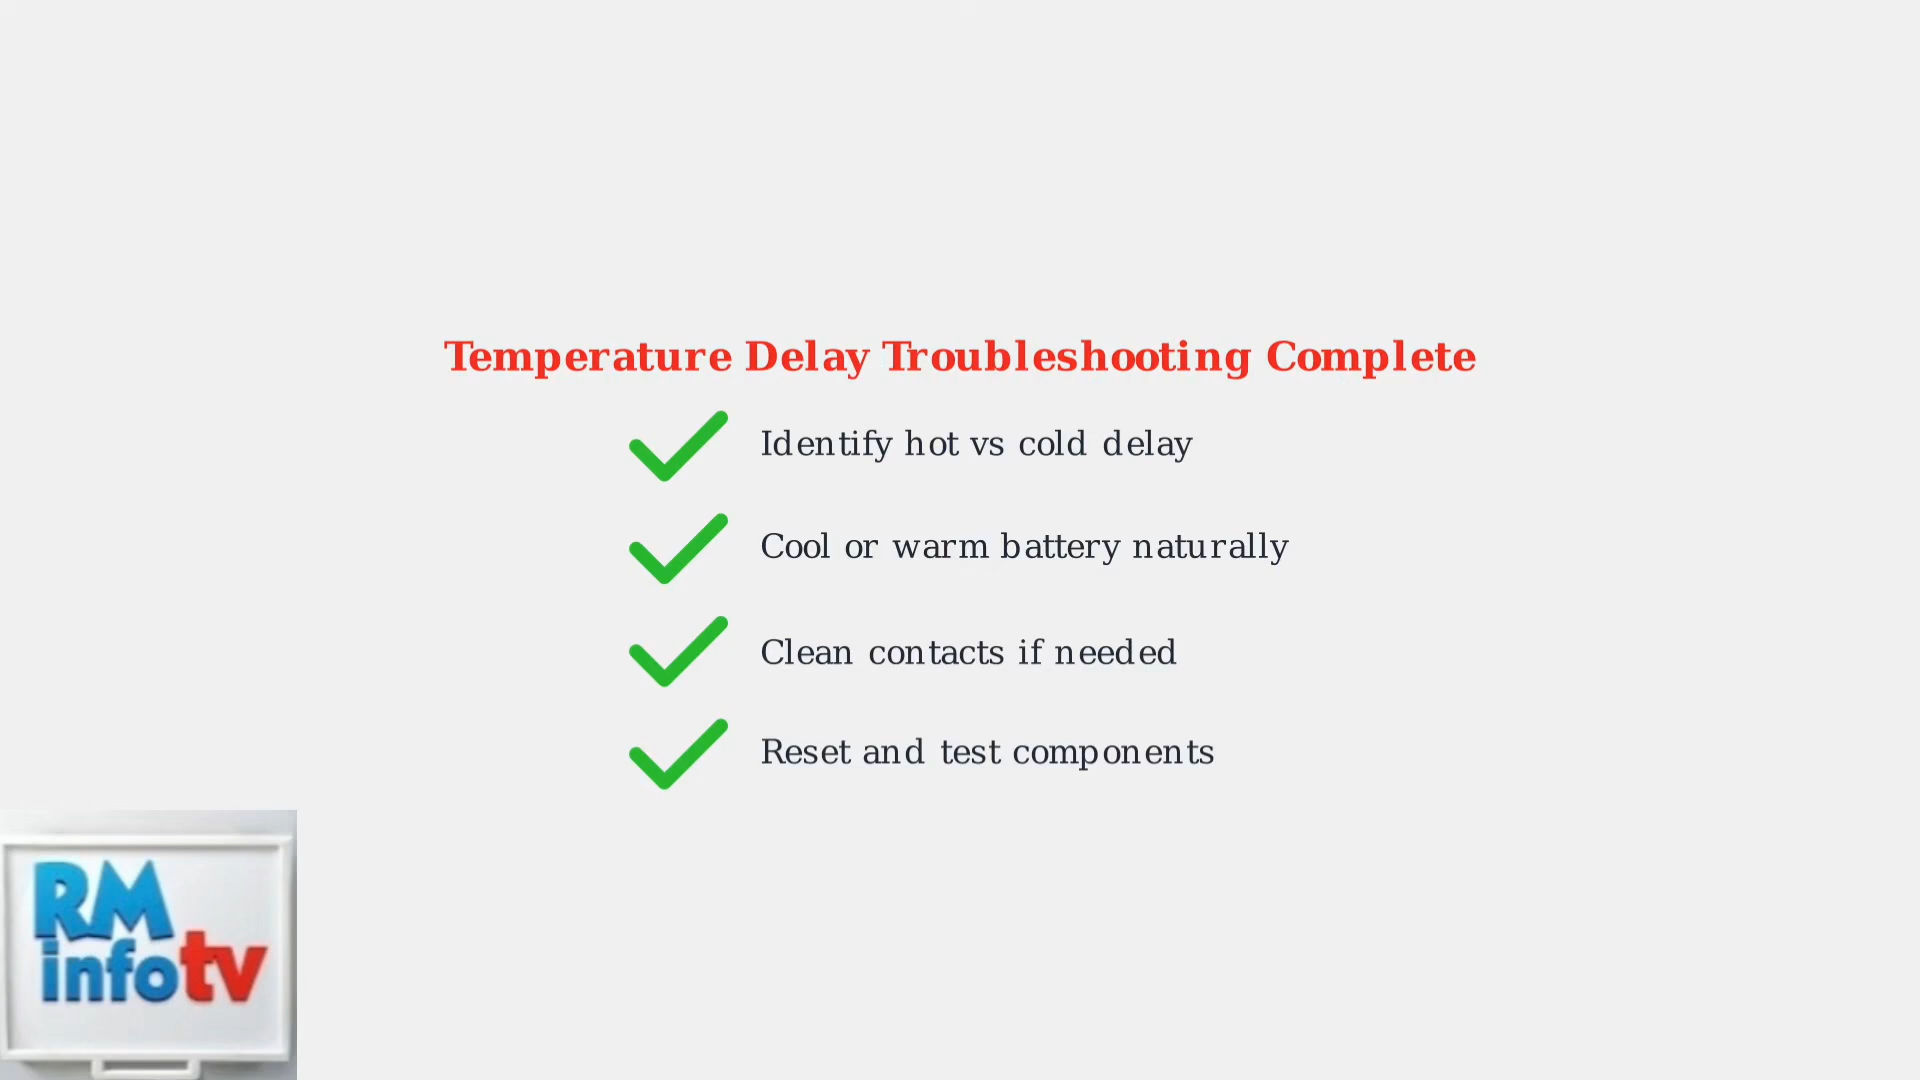 Temperature Delay Troubleshooting Complete
Identify hot vs cold delay
Cool or warm battery naturally
Clean contacts if needed
Reset and test components
RM
infotv